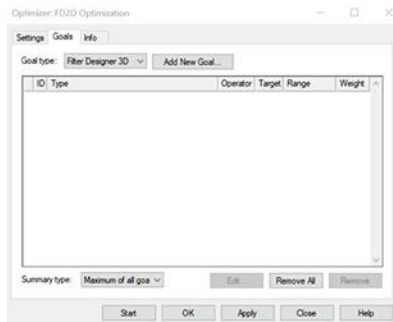 Optimizer: FD2D Optimization
Settings Goals Info
Goal type: Filter Designer 3D Add New Goal...
ID Type Operator Target Range Weight
Summary type: Maximum of all goa Edit... Remove All Remove
Start OK Apply Close Help